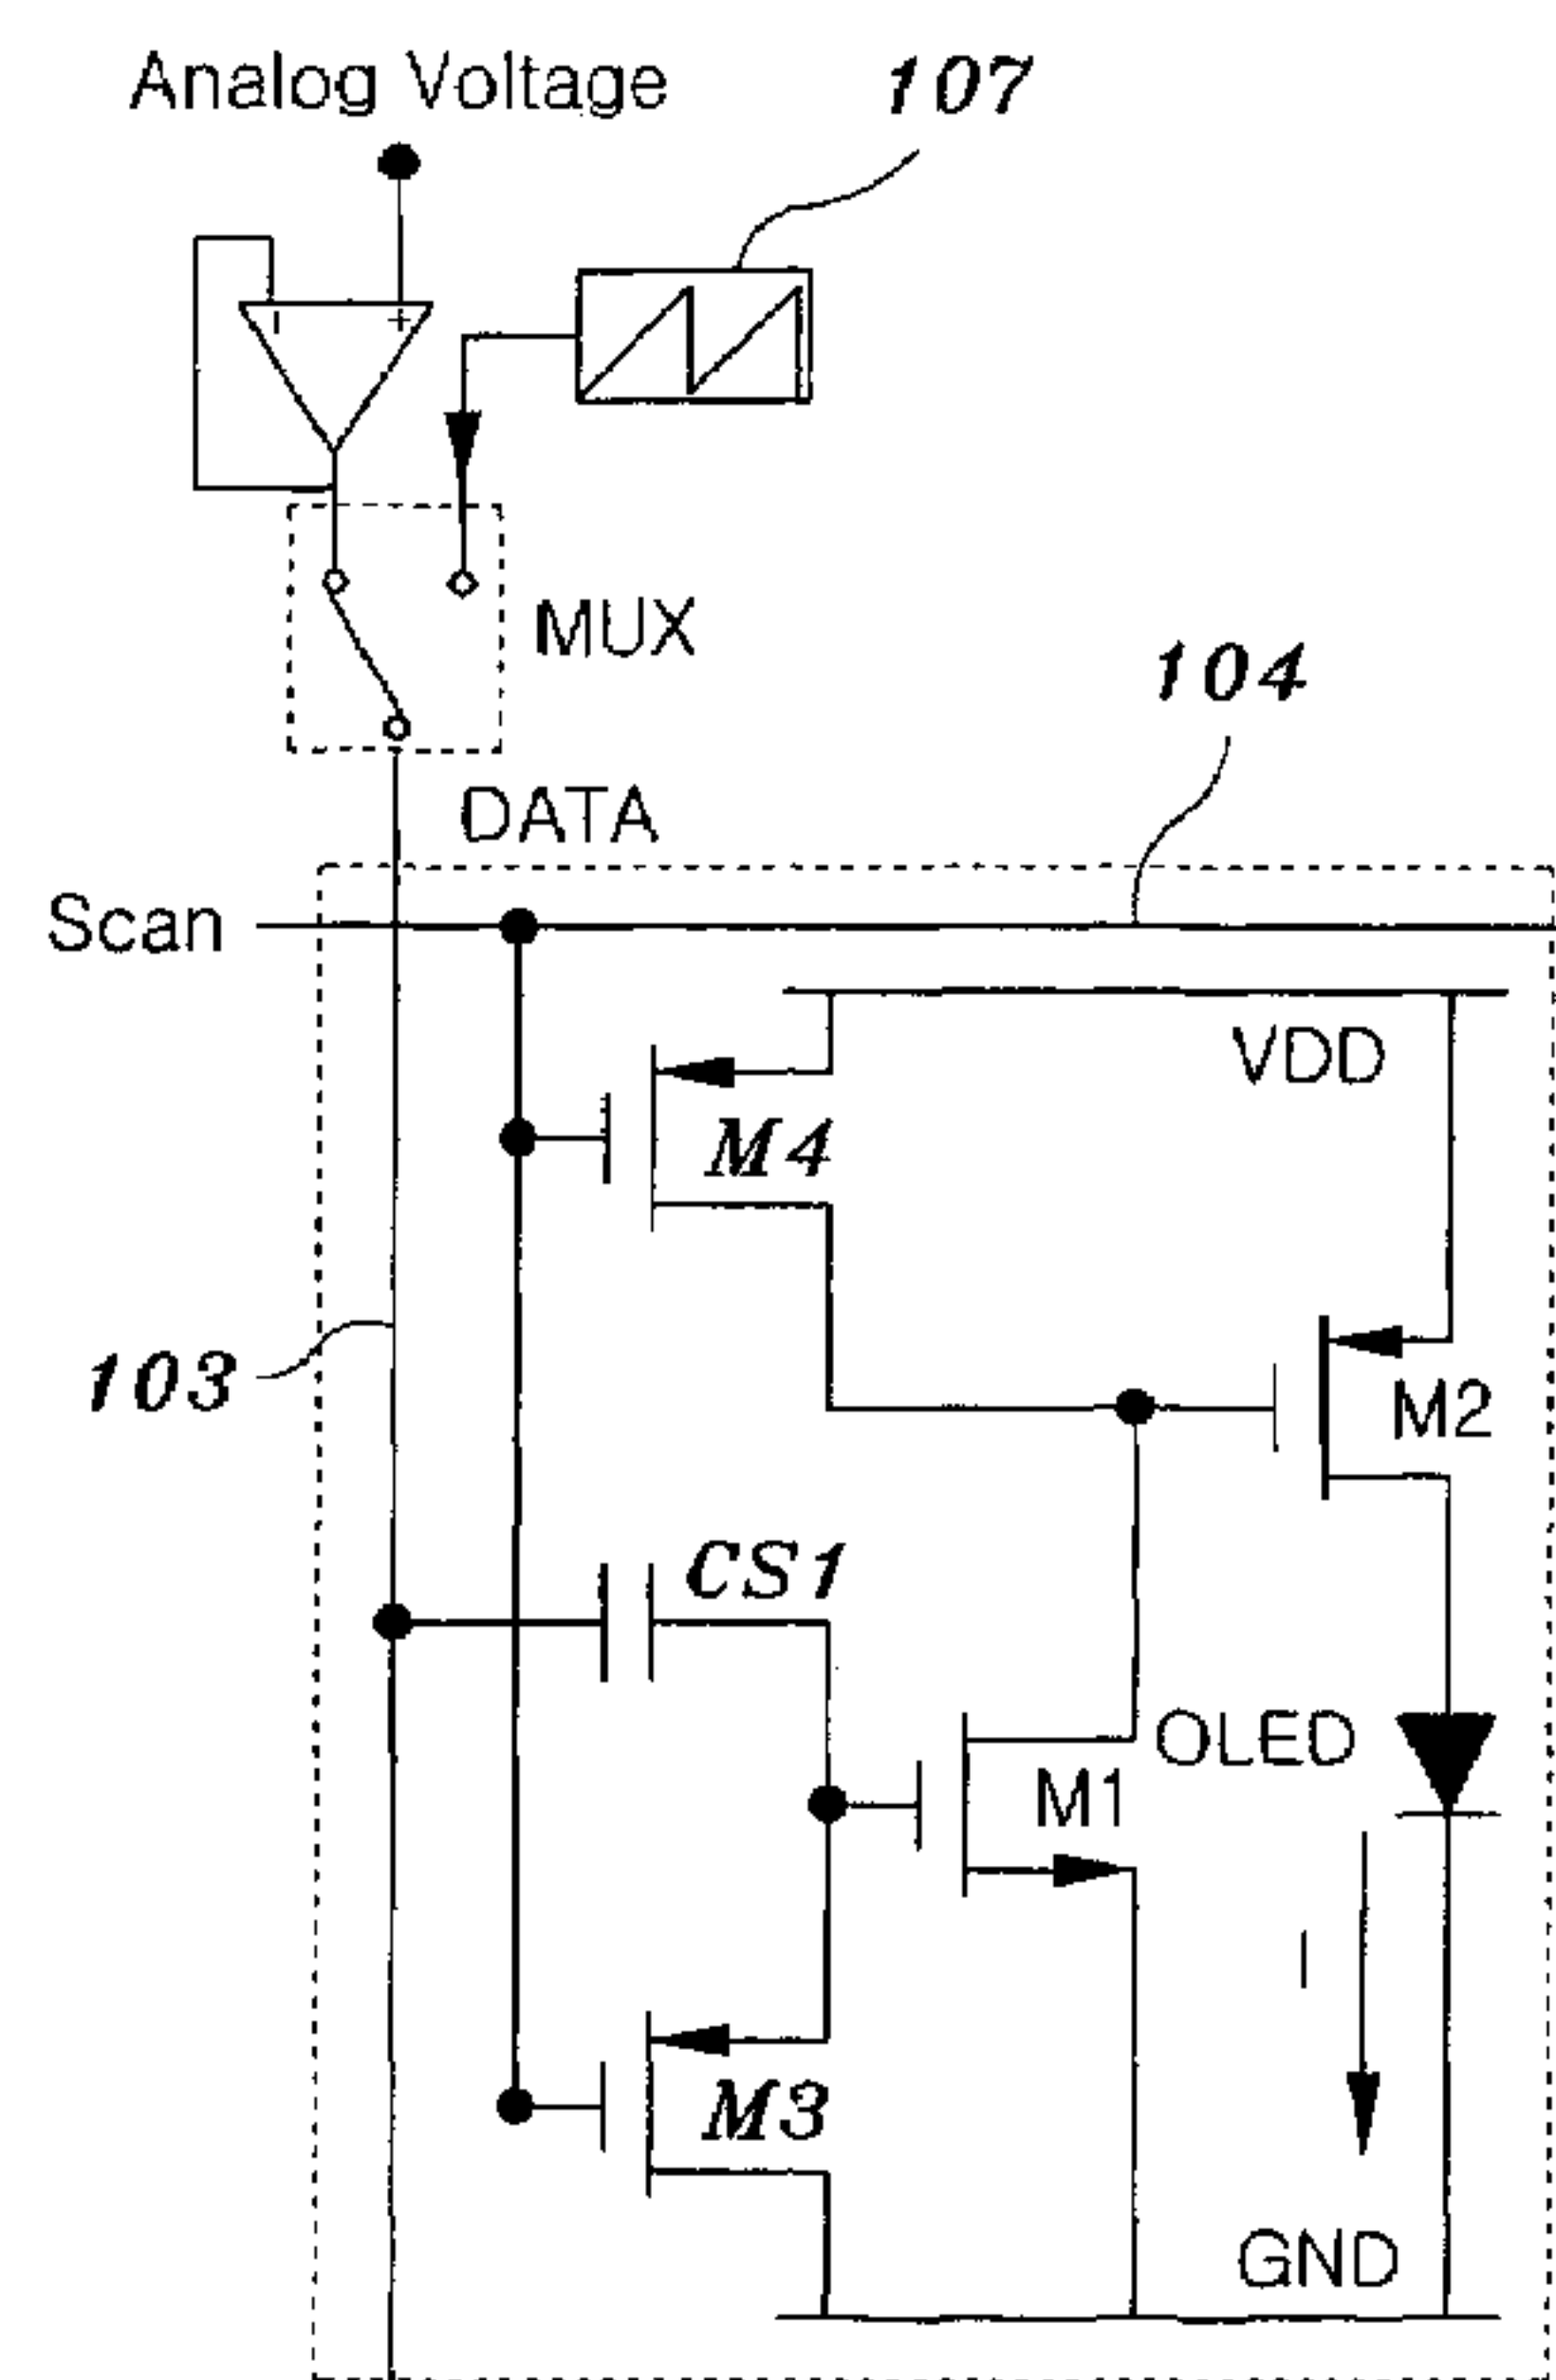 Analog Voltage
107
- +
MUX
104
DATA
Scan
VDD
M4
103
M2
CS1
OLED
M1
I
M3
GND